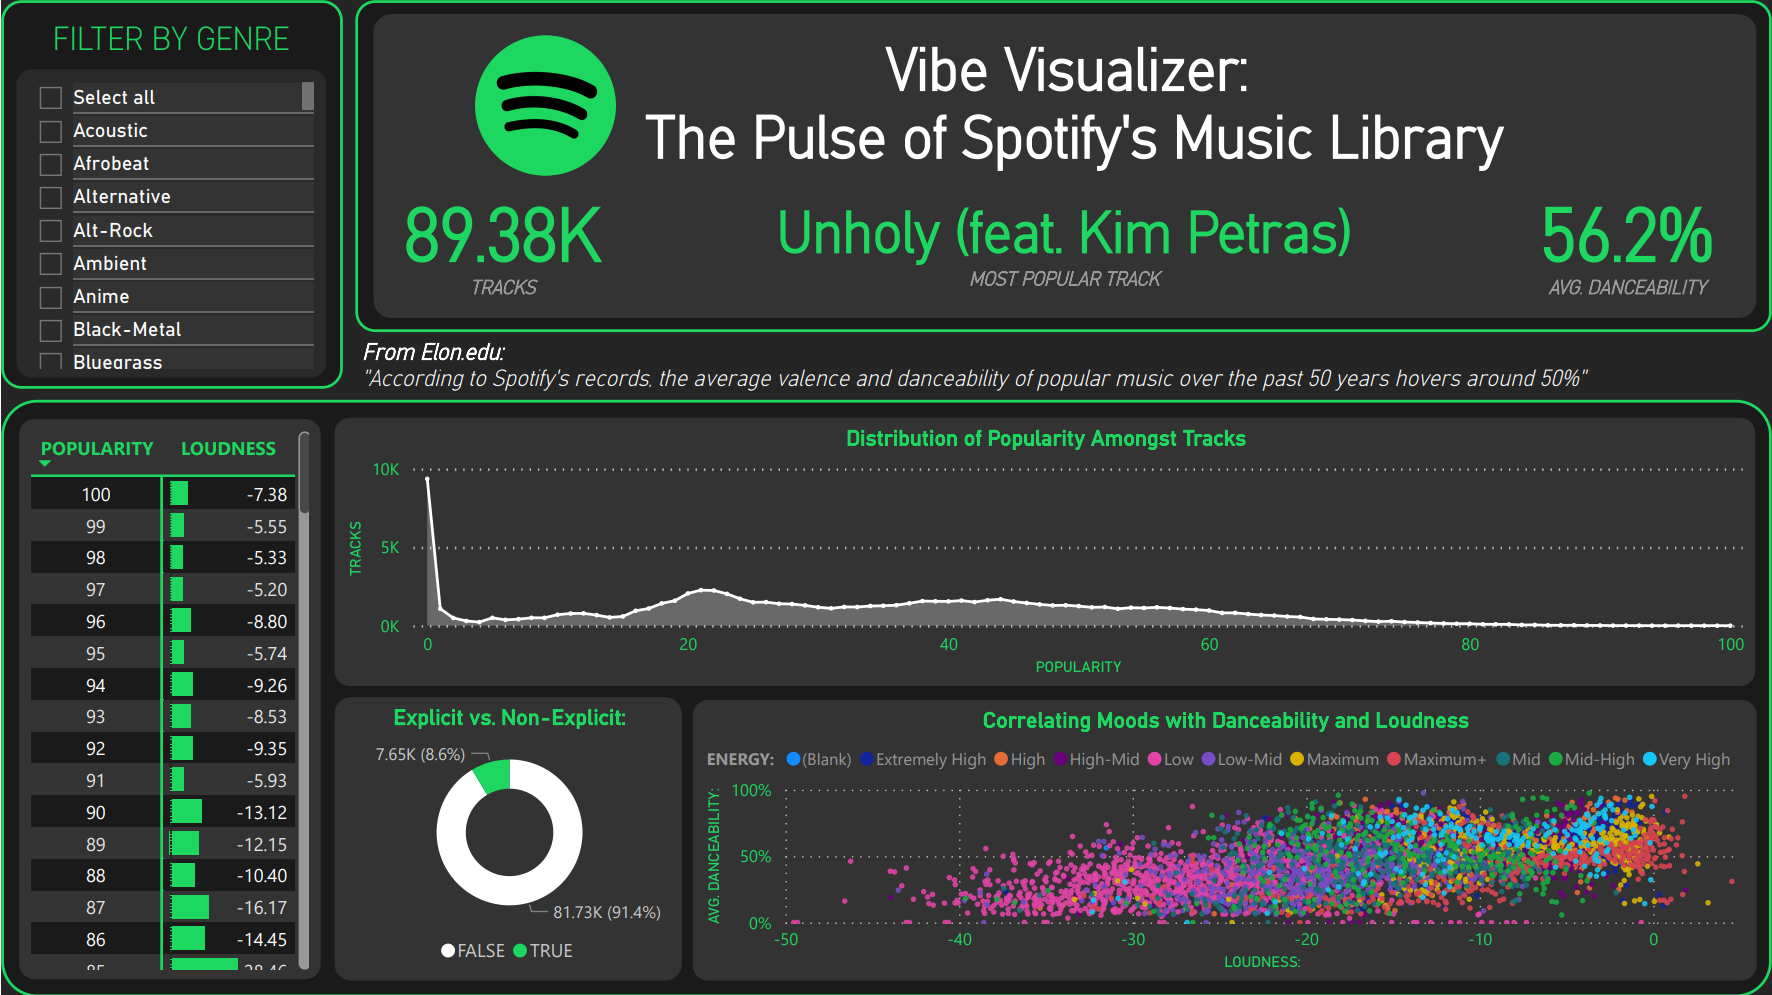 FILTER BY GENRE
Select all
Acoustic
Afrobeat
Alternative
Alt-Rock
Ambient
Anime
Black-Metal
Bluegrass
Vibe Visualizer:
The Pulse of Spotify's Music Library
89.38K
TRACKS
Unholy (feat. Kim Petras)
MOST POPULAR TRACK
56.2%
AVG. DANCEABILITY
From Elon.edu:
"According to Spotify's records, the average valence and danceability of popular music over the past 50 years hovers around 50%"
POPULARITY LOUDNESS
100 -7.38
99 -5.55
98 -5.33
97 -5.20
96 -8.80
95 -5.74
94 -9.26
93 -8.53
92 -9.35
91 -5.93
90 -13.12
89 -12.15
88 -10.40
87 -16.17
86 -14.45
Distribution of Popularity Amongst Tracks
TRACKS
10K
5K
0K
0 20 40 60 80 100
POPULARITY
Explicit vs. Non-Explicit:
7.65K (8.6%)
81.73K (91.4%)
FALSE TRUE
Correlating Moods with Danceability and Loudness
ENERGY: (Blank) Extremely High High High-Mid Low Low-Mid Maximum Maximum+ Mid Mid-High Very High
AVG. DANCEABILITY:
100%
50%
0%
-50 -40 -30 -20 -10 0
LOUDNESS: